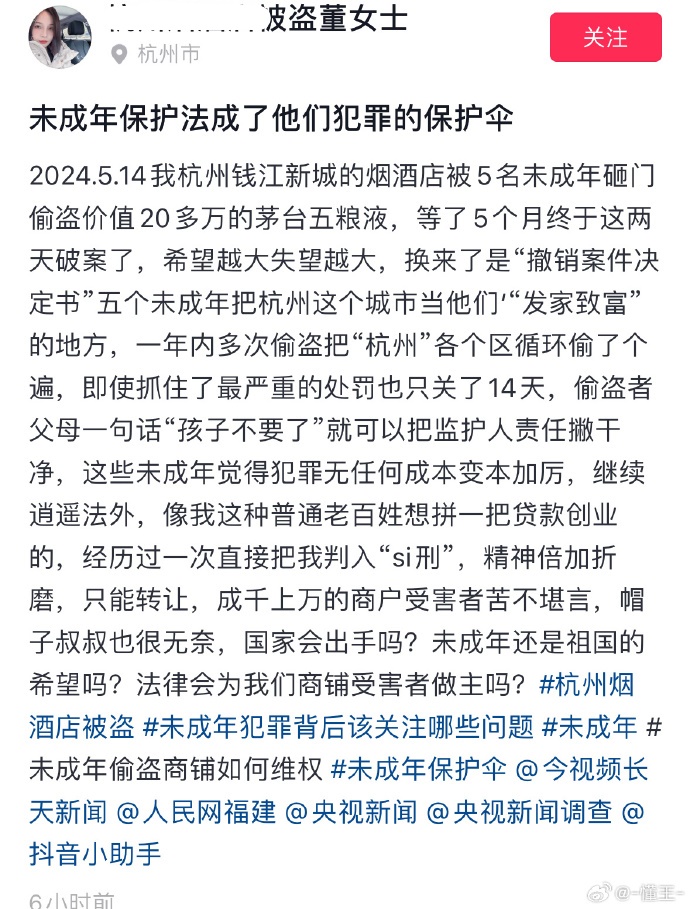 被盗董女士
杭州市
关注
未成年保护法成了他们犯罪的保护伞
2024.5.14我杭州钱江新城的烟酒店被5名未成年砸门
偷盗价值20多万的茅台五粮液，等了5个月终于这两
天破案了，希望越大失望越大，换来了是“撤销案件决
定书”五个未成年把杭州这个城市当他们’“发家致富”
的地方，一年内多次偷盗把“杭州”各个区循环偷了个
遍，即使抓住了最严重的处罚也只关了14天，偷盗者
父母一句话“孩子不要了”就可以把监护人责任撇干
净，这些未成年觉得犯罪无任何成本变本加厉，继续
逍遥法外，像我这种普通老百姓想拼一把贷款创业
的，经历过一次直接把我判入“si刑”，精神倍加折
磨，只能转让，成千上万的商户受害者苦不堪言，帽
子叔叔也很无奈，国家会出手吗？未成年还是祖国的
希望吗？法律会为我们商铺受害者做主吗？#杭州烟
酒店被盗 #未成年犯罪背后该关注哪些问题 #未成年 #
未成年偷盗商铺如何维权 #未成年保护伞 @今视频长
天新闻 @人民网福建 @央视新闻 @央视新闻调查 @
抖音小助手
6小时前
@-懂王-